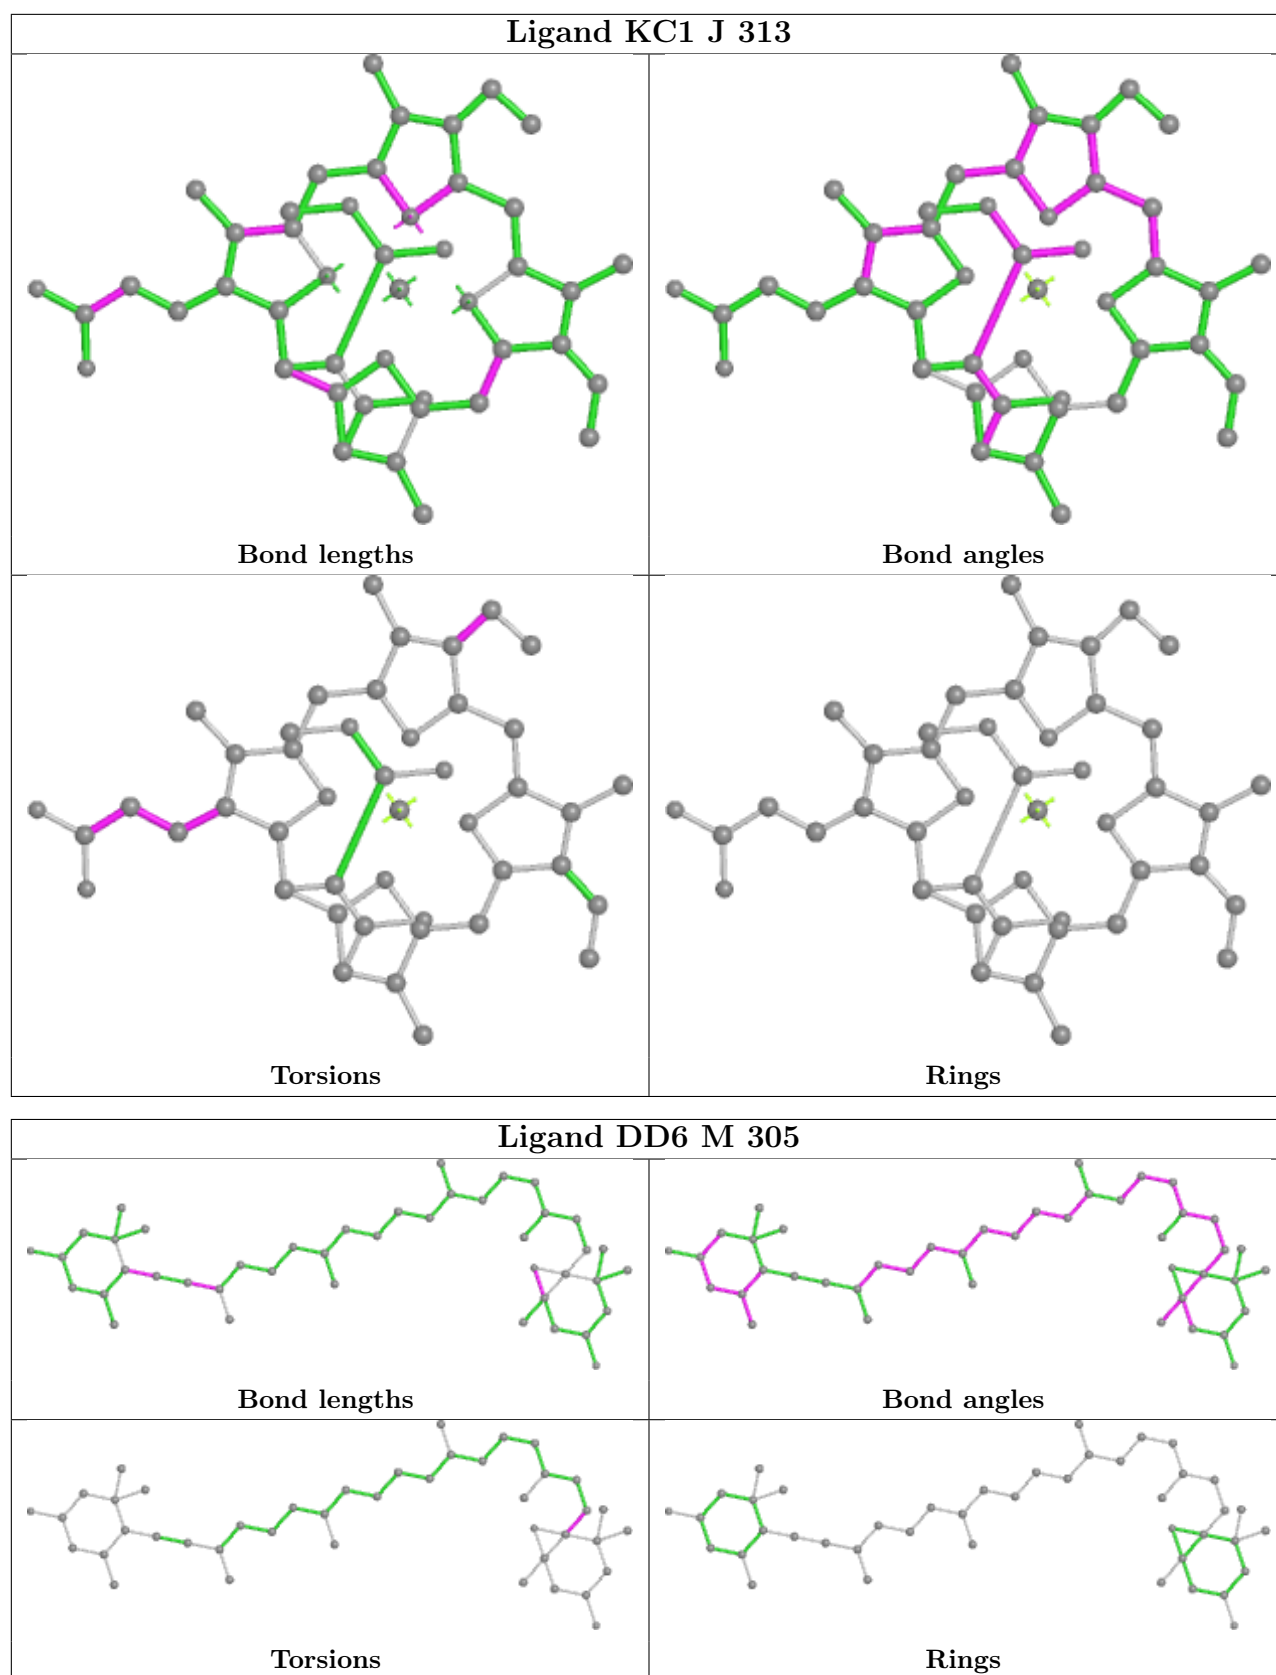 Ligand KC1 J 313
Bond lengths
Bond angles
Torsions
Rings
Ligand DD6 M 305
Bond lengths
Bond angles
Torsions
Rings